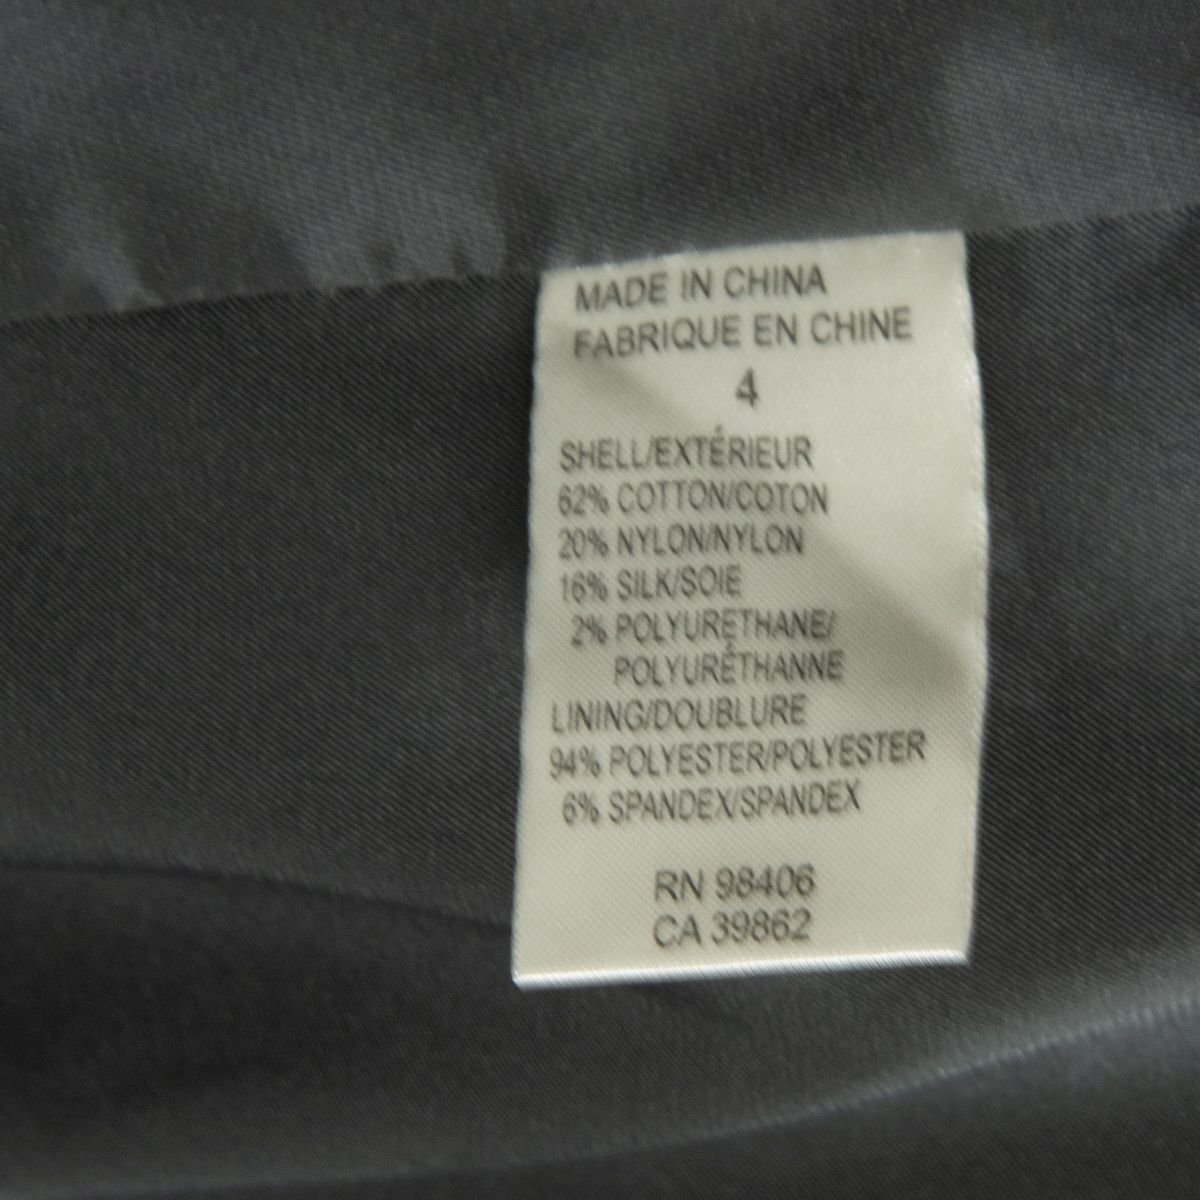 MADE IN CHINA
FABRIQUE EN CHINE
4
SHELL/EXTÉRIEUR
62% COTTON/COTON
20% NYLON/NYLON
16% SILK/SOIE
2% POLYURETHANE/
POLYURÉTHANNE
LINING/DOUBLURE
94% POLYESTER/POLYESTER
6% SPANDEX/SPANDEX
RN 98406
CA 39862